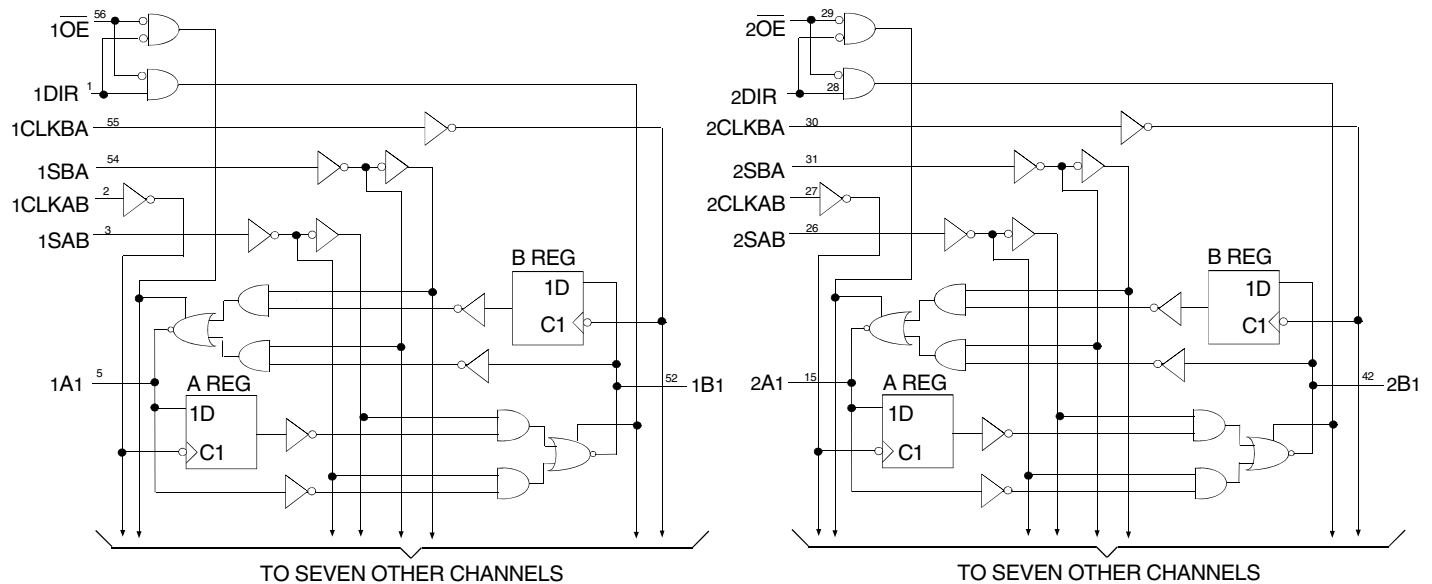 56
1OE
1
1DIR
55
1CLKBA
54
1SBA
2
1CLKAB
3
1SAB
B REG
1D
C1
5
1A1
A REG
1D
C1
52
1B1
TO SEVEN OTHER CHANNELS
29
2OE
28
2DIR
30
2CLKBA
31
2SBA
27
2CLKAB
26
2SAB
B REG
1D
C1
15
2A1
A REG
1D
C1
42
2B1
TO SEVEN OTHER CHANNELS